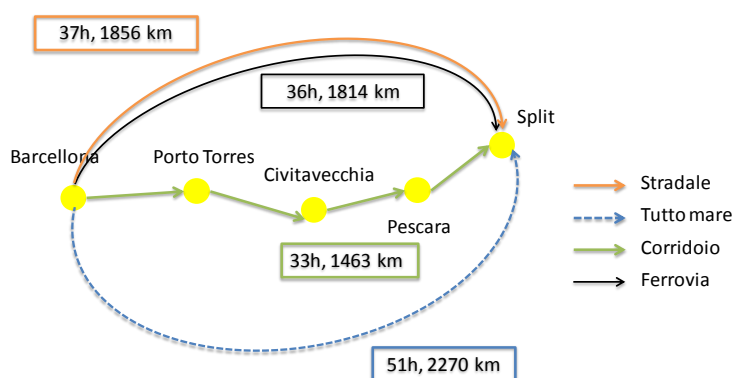 37h, 1856 km
36h, 1814 km
Split
Barcellona
Porto Torres
Civitavecchia
Pescara
33h, 1463 km
51h, 2270 km
Stradale
Tutto mare
Corridoio
Ferrovia